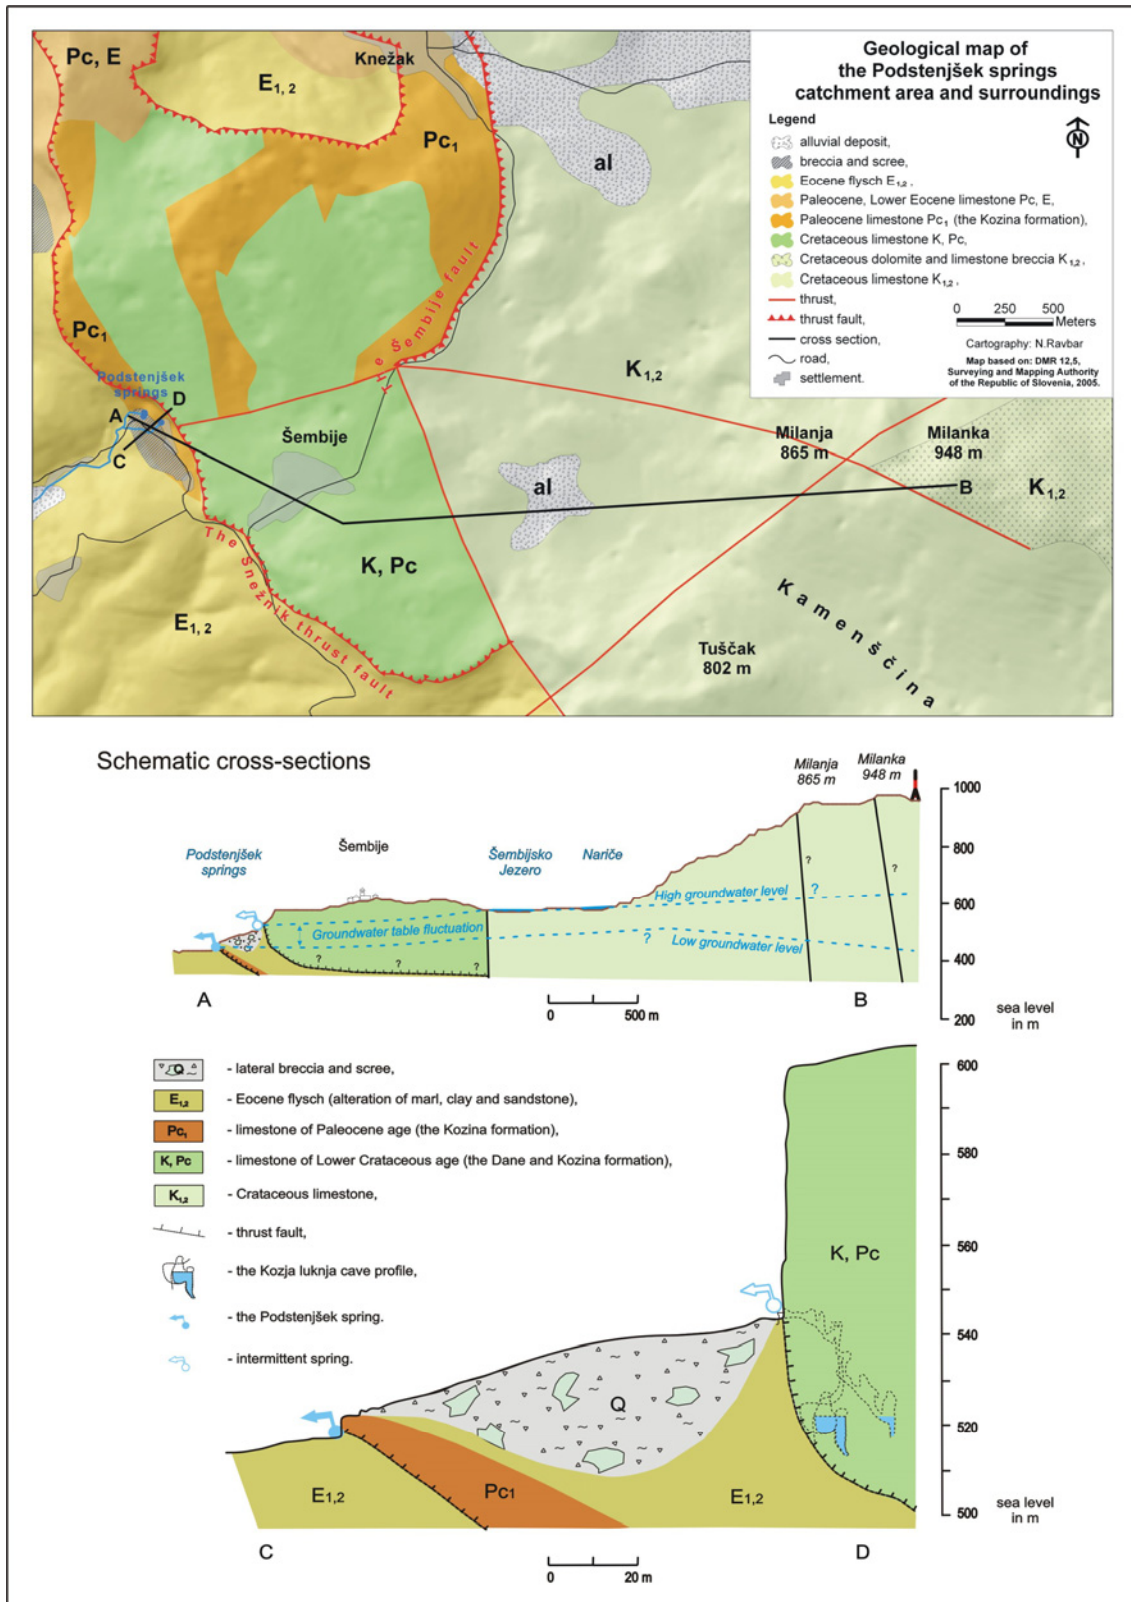 Geological map of
the Podstenjšek springs
catchment area and surroundings
Legend
alluvial deposit,
breccia and scree,
Eocene flysch E1,2 ,
Paleocene, Lower Eocene limestone Pc, E,
Paleocene limestone Pc1 (the Kozina formation),
Cretaceous limestone K, Pc,
Cretaceous dolomite and limestone breccia K1,2 ,
Cretaceous limestone K1,2 ,
thrust,
thrust fault,
cross section,
road,
settlement.
N
0 250 500
Meters
Cartography: N.Ravbar
Map based on: DMR 12,5,
Surveying and Mapping Authority
of the Republic of Slovenia, 2005.
Pc, E
E1, 2
Knežak
Pc1
al
The Šembije fault
Pc1
Podstenjšek
springs
A
D
C
K1,2
Šembije
Milanja
865 m
Milanka
948 m
al
B
K1,2
The Snežnik thrust fault
K, Pc
E1, 2
Tuščak
802 m
Kamenščina
Schematic cross-sections
Milanja
865 m
Milanka
948 m
1000
800
600
400
200
sea level
in m
Podstenjšek
springs
Šembije
Šembijsko
Jezero
Nariče
High groundwater level
?
?
?
Groundwater table fluctuation
?
Low groundwater level
? ? ?
A
B
0 500 m
Q
- lateral breccia and scree,
E1,2
- Eocene flysch (alteration of marl, clay and sandstone),
Pc1
- limestone of Paleocene age (the Kozina formation),
K, Pc
- limestone of Lower Crataceous age (the Dane and Kozina formation),
K1,2
- Crataceous limestone,
- thrust fault,
- the Kozja luknja cave profile,
- the Podstenjšek spring.
- intermittent spring.
600
580
560
540
520
500
sea level
in m
K, Pc
Q
E1,2
Pc1
E1,2
C
D
0 20 m